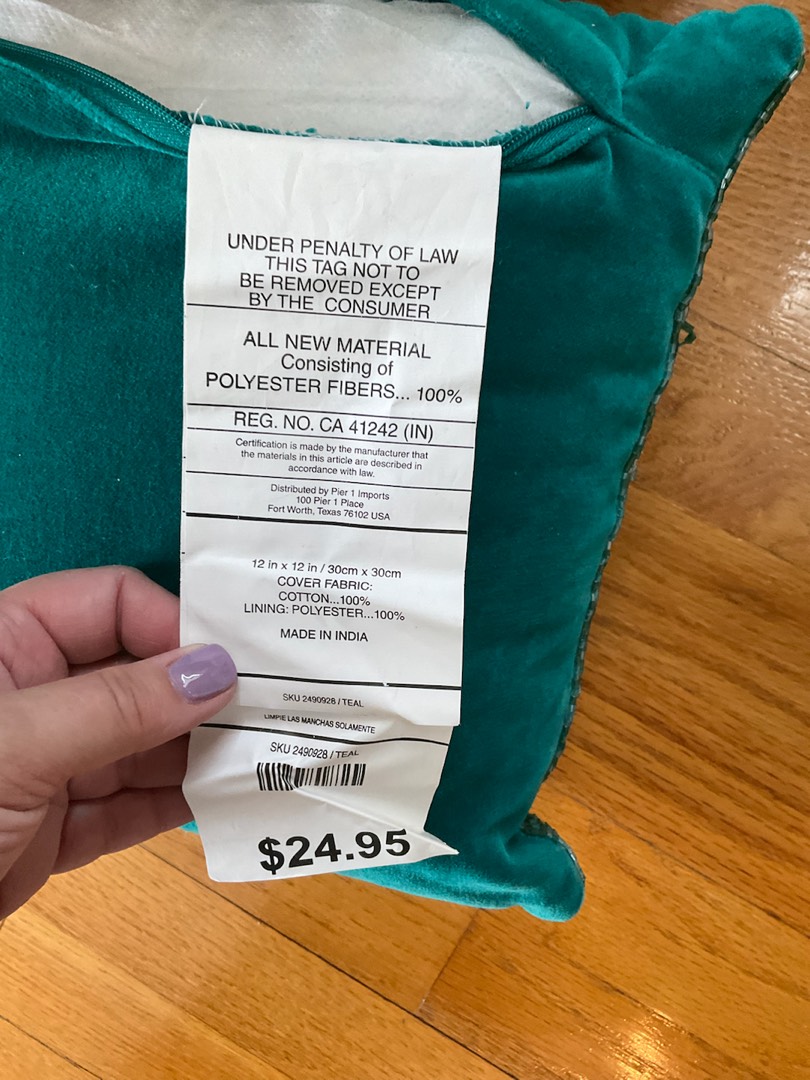 UNDER PENALTY OF LAW
THIS TAG NOT TO
BE REMOVED EXCEPT
BY THE CONSUMER
ALL NEW MATERIAL
Consisting of
POLYESTER FIBERS... 100%
REG. NO. CA 41242 (IN)
Certification is made by the manufacturer that
the materials in this article are described in
accordance with law.
Distributed by Pier 1 Imports
100 Pier 1 Place
Fort Worth, Texas 76102 USA
12 in x 12 in / 30cm x 30cm
COVER FABRIC:
COTTON...100%
LINING: POLYESTER...100%
MADE IN INDIA
SKU 2490928 / TEAL
LIMPIE LAS MANCHAS SOLAMENTE
SKU 2490928 / TEAL
$24.95